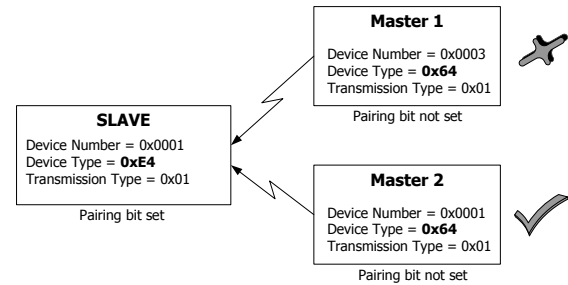 Master 1
Device Number = 0x0003
Device Type = 0x64
Transmission Type = 0x01
Pairing bit not set
SLAVE
Device Number = 0x0001
Device Type = 0xE4
Transmission Type = 0x01
Pairing bit set
Master 2
Device Number = 0x0001
Device Type = 0x64
Transmission Type = 0x01
Pairing bit not set